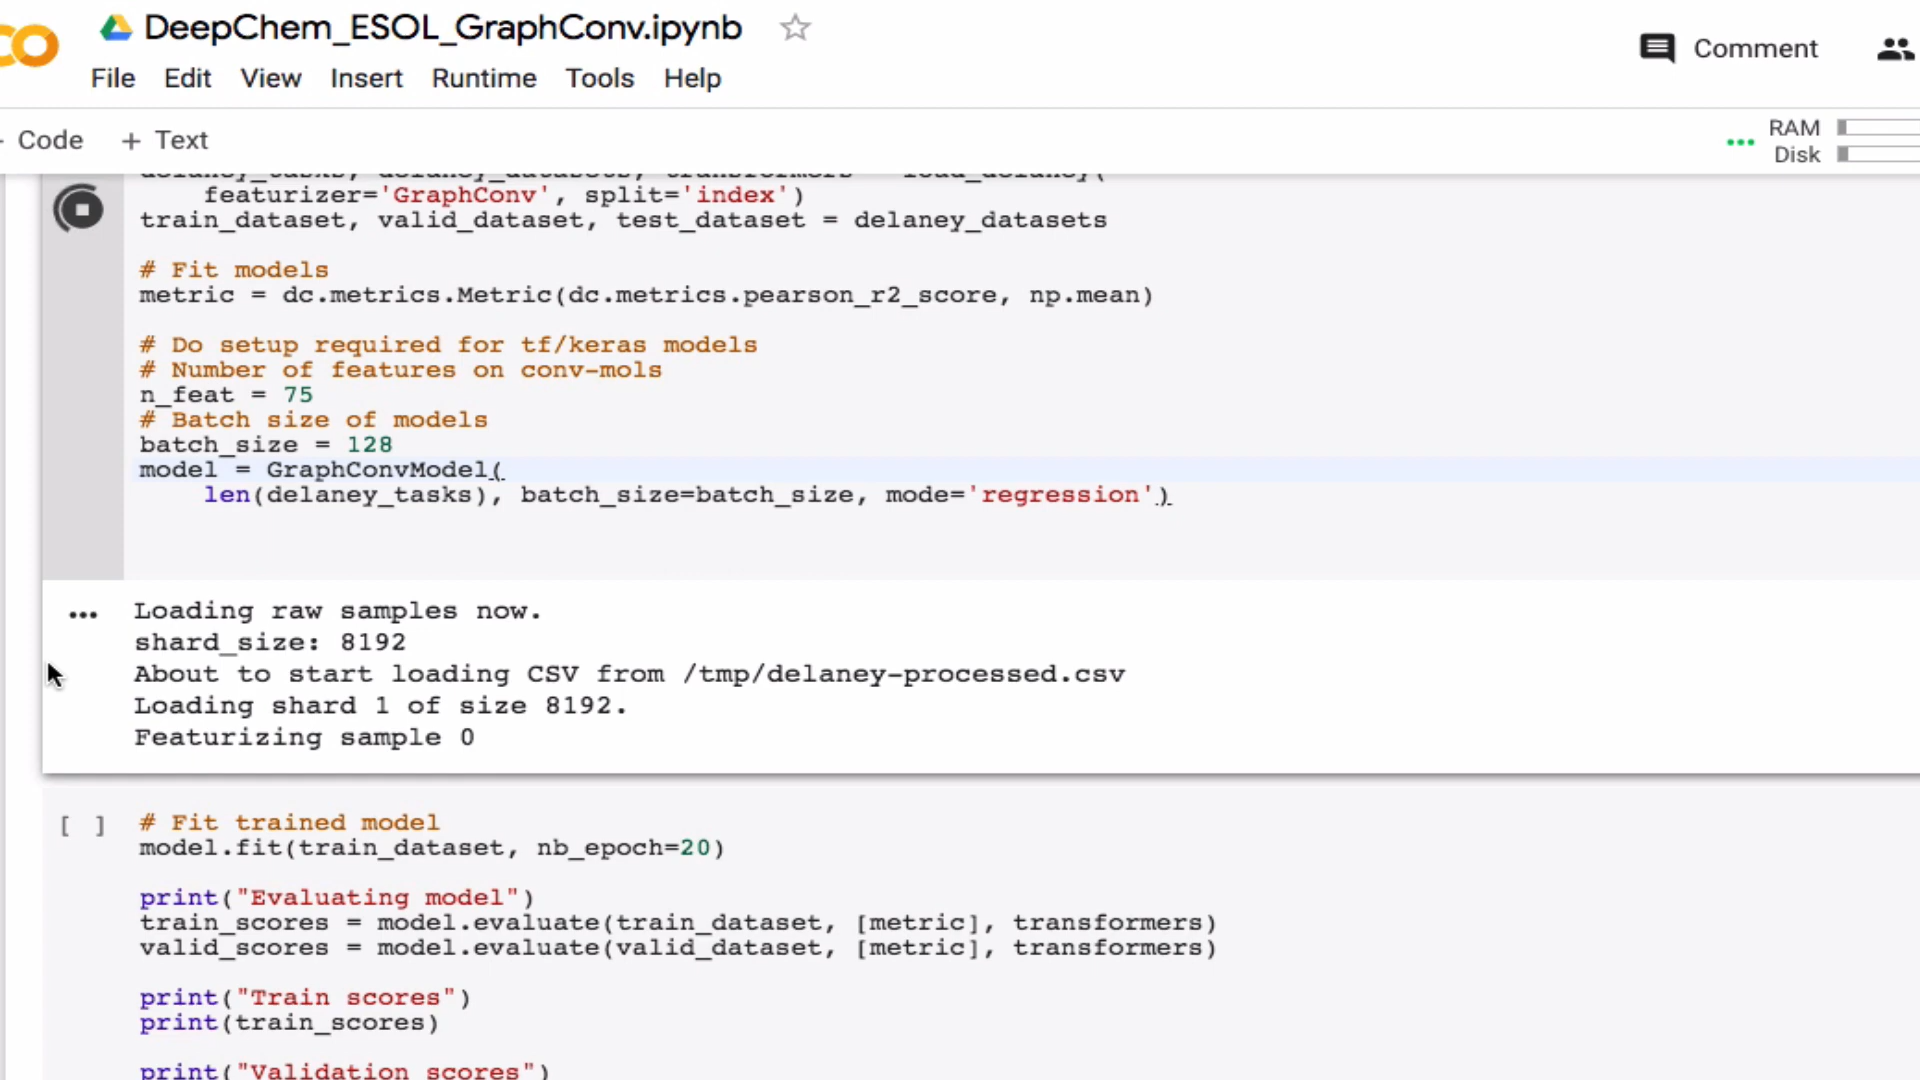 DeepChem_ESOL_GraphConv.ipynb
File Edit View Insert Runtime Tools Help
Comment
Code + Text
RAM
Disk
delaney_tasks, delaney_datasets, transformers = load_delaney(
featurizer='GraphConv', split='index')
train_dataset, valid_dataset, test_dataset = delaney_datasets
# Fit models
metric = dc.metrics.Metric(dc.metrics.pearson_r2_score, np.mean)
# Do setup required for tf/keras models
# Number of features on conv-mols
n_feat = 75
# Batch size of models
batch_size = 128
model = GraphConvModel(
len(delaney_tasks), batch_size=batch_size, mode='regression')
... Loading raw samples now.
shard_size: 8192
About to start loading CSV from /tmp/delaney-processed.csv
Loading shard 1 of size 8192.
Featurizing sample 0
[ ] # Fit trained model
model.fit(train_dataset, nb_epoch=20)
print("Evaluating model")
train_scores = model.evaluate(train_dataset, [metric], transformers)
valid_scores = model.evaluate(valid_dataset, [metric], transformers)
print("Train scores")
print(train_scores)
print("Validation scores")